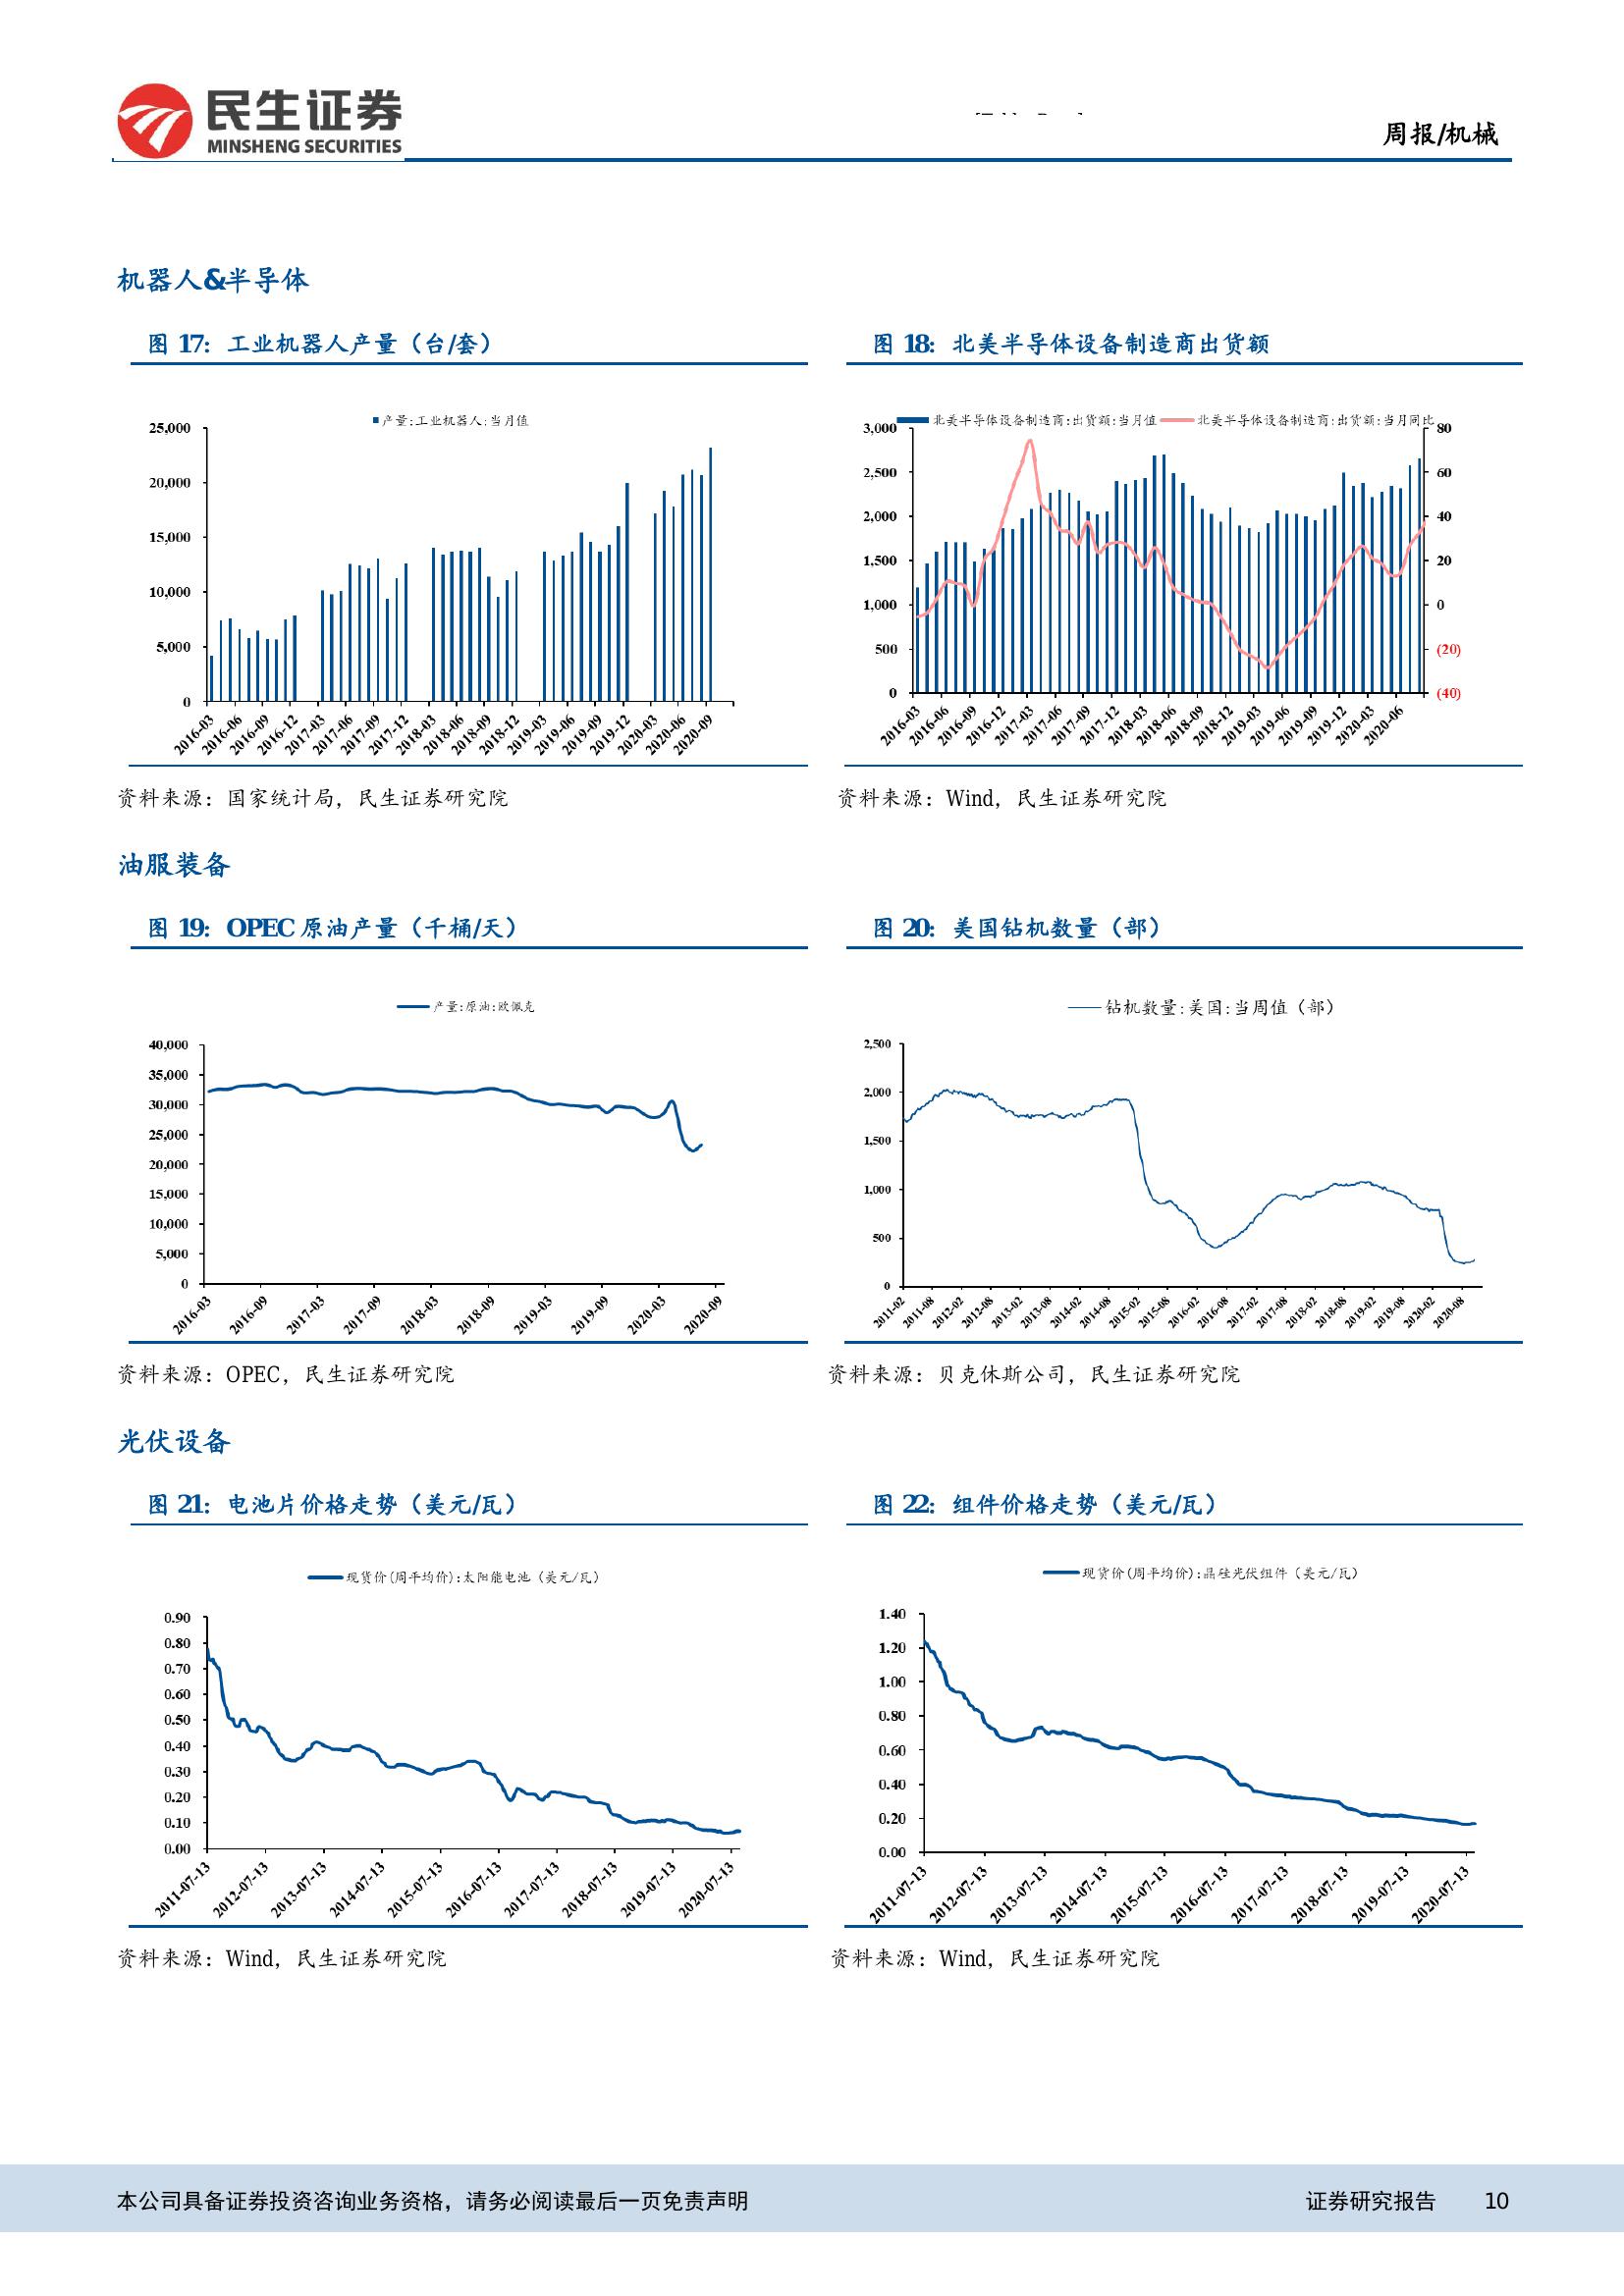 民生证券
MINSHENG SECURITIES
周报/机械
机器人&半导体
图 17: 工业机器人产量（台/套）
图 18: 北美半导体设备制造商出货额
产量:工业机器人:当月值
25,000
20,000
15,000
10,000
5,000
0
2016-03 2016-06 2016-09 2016-12 2017-03 2017-06 2017-09 2017-12 2018-03 2018-06 2018-09 2018-12 2019-03 2019-06 2019-09 2019-12 2020-03 2020-06 2020-09
北美半导体设备制造商:出货额:当月值 北美半导体设备制造商:出货额:当月同比
3,000 80
2,500 60
2,000 40
1,500 20
1,000 0
500 (20)
0 (40)
2016-03 2016-06 2016-09 2016-12 2017-03 2017-06 2017-09 2017-12 2018-03 2018-06 2018-09 2018-12 2019-03 2019-06 2019-09 2019-12 2020-03 2020-06
资料来源：国家统计局，民生证券研究院
资料来源：Wind，民生证券研究院
油服装备
图 19: OPEC 原油产量（千桶/天）
图 20: 美国钻机数量（部）
产量:原油:欧佩克
40,000
35,000
30,000
25,000
20,000
15,000
10,000
5,000
0
2016-03 2016-09 2017-03 2017-09 2018-03 2018-09 2019-03 2019-09 2020-03 2020-09
钻机数量:美国:当周值（部）
2,500
2,000
1,500
1,000
500
0
2011-02 2011-08 2012-02 2012-08 2013-02 2013-08 2014-02 2014-08 2015-02 2015-08 2016-02 2016-08 2017-02 2017-08 2018-02 2018-08 2019-02 2019-08 2020-02 2020-08
资料来源：OPEC，民生证券研究院
资料来源：贝克休斯公司，民生证券研究院
光伏设备
图 21: 电池片价格走势（美元/瓦）
图 22: 组件价格走势（美元/瓦）
现货价(周平均价):太阳能电池（美元/瓦）
0.90
0.80
0.70
0.60
0.50
0.40
0.30
0.20
0.10
0.00
2011-07-13 2012-07-13 2013-07-13 2014-07-13 2015-07-13 2016-07-13 2017-07-13 2018-07-13 2019-07-13 2020-07-13
现货价(周平均价):晶硅光伏组件（美元/瓦）
1.40
1.20
1.00
0.80
0.60
0.40
0.20
0.00
2011-07-13 2012-07-13 2013-07-13 2014-07-13 2015-07-13 2016-07-13 2017-07-13 2018-07-13 2019-07-13 2020-07-13
资料来源：Wind，民生证券研究院
资料来源：Wind，民生证券研究院
本公司具备证券投资咨询业务资格，请务必阅读最后一页免责声明
证券研究报告 10